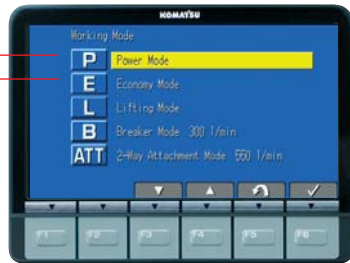 KOMATSU
Working Mode
P Power Mode
E Economy Mode
L Lifting Mode
B Breaker Mode 300 l/min
ATT 2-Way Attachment Mode 550 l/min
F1 F2 F3 F4 F5 F6